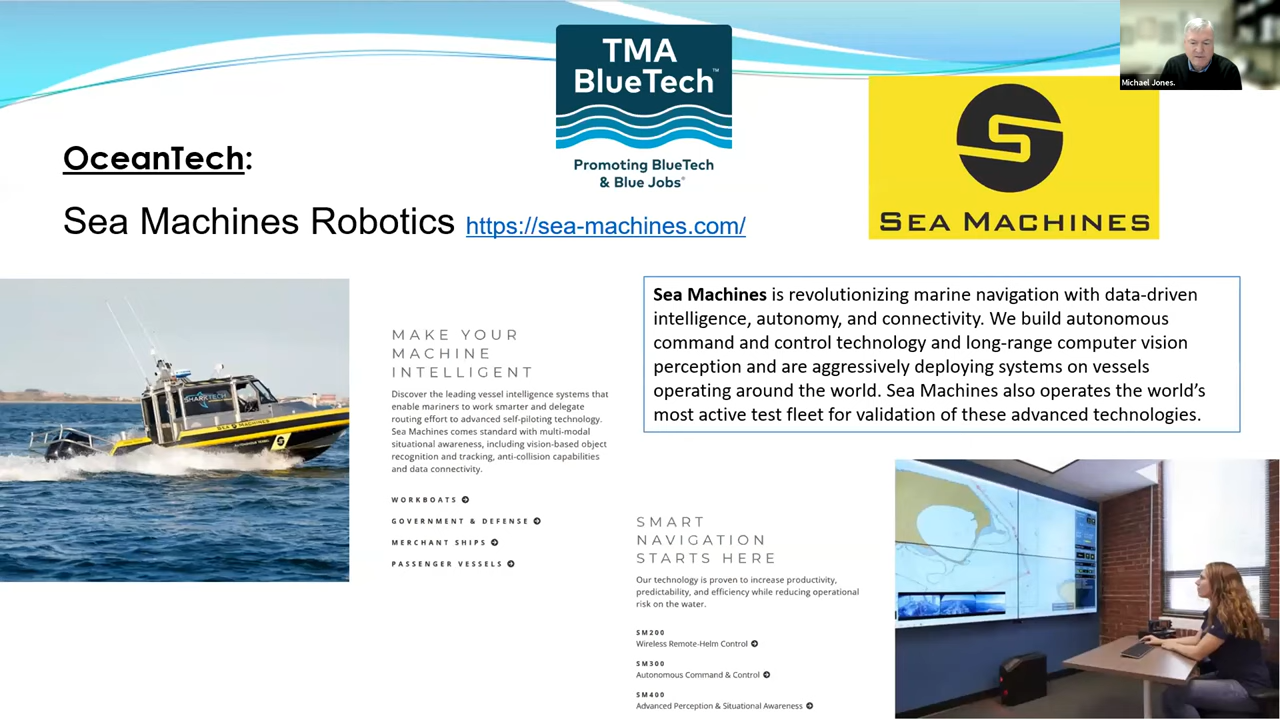 TMA
BlueTech™
Promoting BlueTech
& Blue Jobs®
Michael Jones.
S
SEA MACHINES
OceanTech:
Sea Machines Robotics https://sea-machines.com/
SHARKTECH
SEA MACHINES
MAKE YOUR
MACHINE
INTELLIGENT
Discover the leading vessel intelligence systems that
enable mariners to work smarter and delegate
routing effort to advanced self-piloting technology.
Sea Machines comes standard with multi-modal
situational awareness, including vision-based object
recognition and tracking, anti-collision capabilities
and data connectivity.
WORKBOATS
GOVERNMENT & DEFENSE
MERCHANT SHIPS
PASSENGER VESSELS
Sea Machines is revolutionizing marine navigation with data-driven
intelligence, autonomy, and connectivity. We build autonomous
command and control technology and long-range computer vision
perception and are aggressively deploying systems on vessels
operating around the world. Sea Machines also operates the world's
most active test fleet for validation of these advanced technologies.
SMART
NAVIGATION
STARTS HERE
Our technology is proven to increase productivity,
predictability, and efficiency while reducing operational
risk on the water.
SM200
Wireless Remote-Helm Control
SM300
Autonomous Command & Control
SM400
Advanced Perception & Situational Awareness